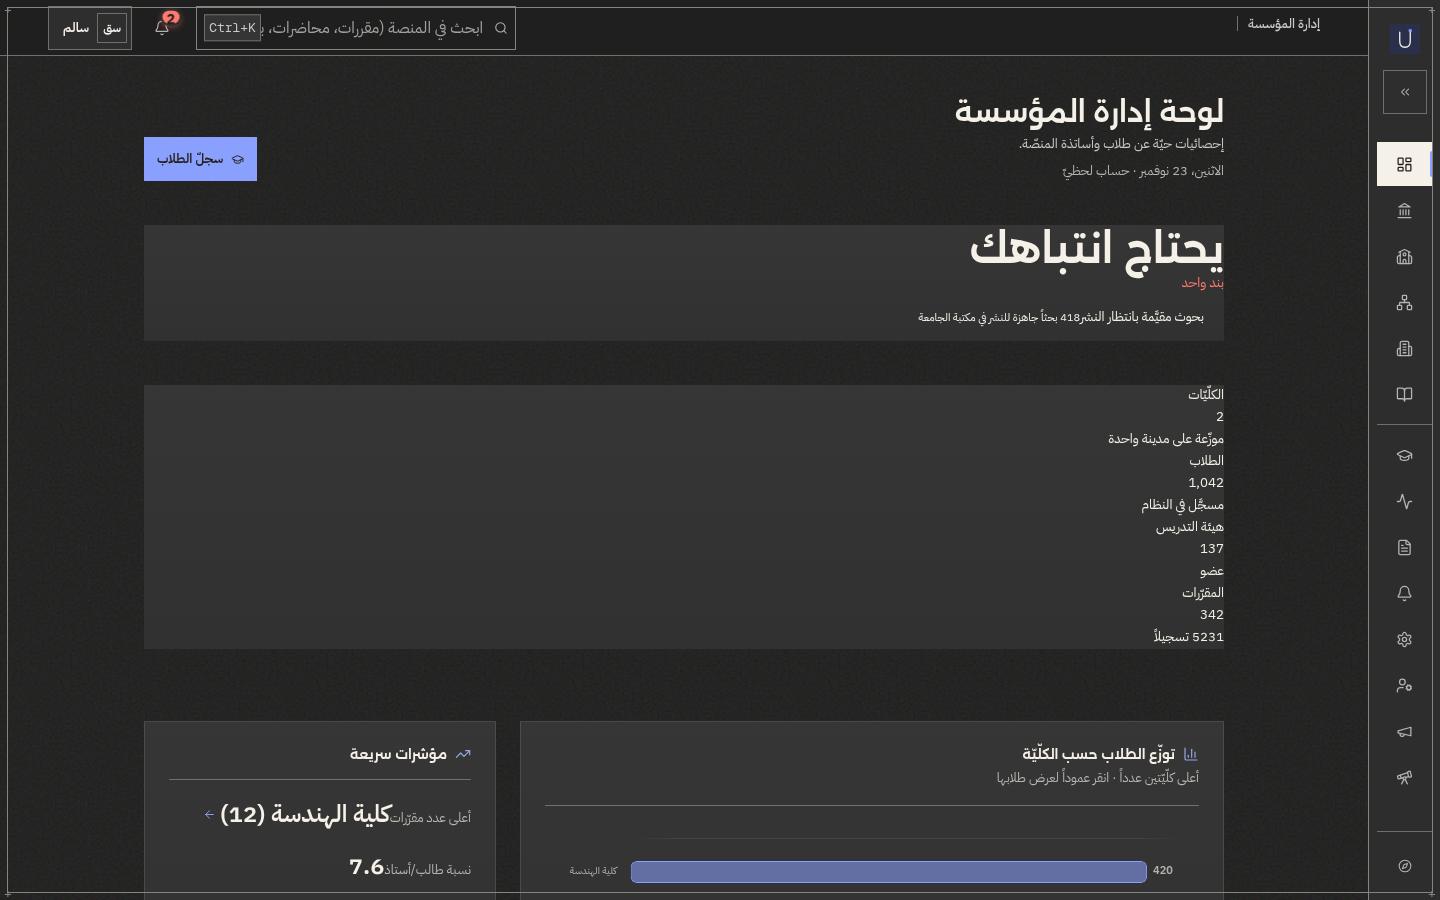 إدارة المؤسسة
ابحث في المنصة (مقررات، محاضرات، ب
Ctrl+K
2
سق
سالم
لوحة إدارة المؤسسة
إحصائيات حيّة عن طلاب وأساتذة المنصّة.
الاثنين، 23 نوفمبر · حساب لحظيّ
سجلّ الطلاب
يحتاج انتباهك
بند واحد
بحوث مقيَّمة بانتظار النشر418 بحثاً جاهزة للنشر في مكتبة الجامعة
الكلّيّات
2
موزّعة على مدينة واحدة
الطلاب
1,042
مسجَّل في النظام
هيئة التدريس
137
عضو
المقرّرات
342
5231 تسجيلاً
توزّع الطلاب حسب الكلّيّة
أعلى كلّيّتين عدداً · انقر عموداً لعرض طلابها
420
كلية الهندسة
مؤشرات سريعة
أعلى عدد مقرّراتكلية الهندسة (12) ←
نسبة طالب/أستاذ7.6